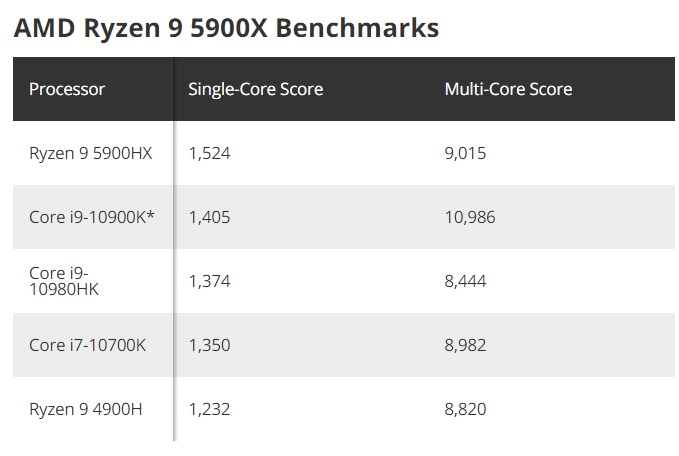 AMD Ryzen 9 5900X Benchmarks
Processor Single-Core Score Multi-Core Score
Ryzen 9 5900HX 1,524 9,015
Core i9-10900K* 1,405 10,986
Core i9-
10980HK 1,374 8,444
Core i7-10700K 1,350 8,982
Ryzen 9 4900H 1,232 8,820